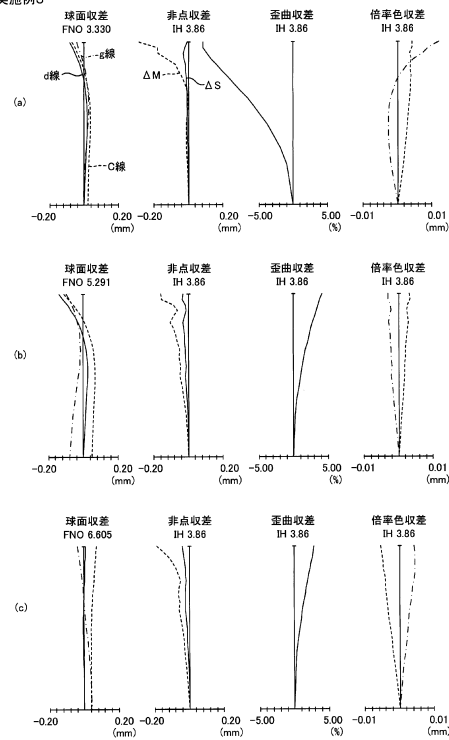 球面収差 非点収差 歪曲収差 倍率色収差
FNO 3.330 IH 3.86 IH 3.86 IH 3.86
g線
d線
ΔM
ΔS
(a)
C線
-0.20 0.20 -0.20 0.20 -5.00 5.00 -0.01 0.01
(mm) (mm) (%) (mm)
球面収差 非点収差 歪曲収差 倍率色収差
FNO 5.291 IH 3.86 IH 3.86 IH 3.86
(b)
-0.20 0.20 -0.20 0.20 -5.00 5.00 -0.01 0.01
(mm) (mm) (%) (mm)
球面収差 非点収差 歪曲収差 倍率色収差
FNO 6.605 IH 3.86 IH 3.86 IH 3.86
(c)
-0.20 0.20 -0.20 0.20 -5.00 5.00 -0.01 0.01
(mm) (mm) (%) (mm)